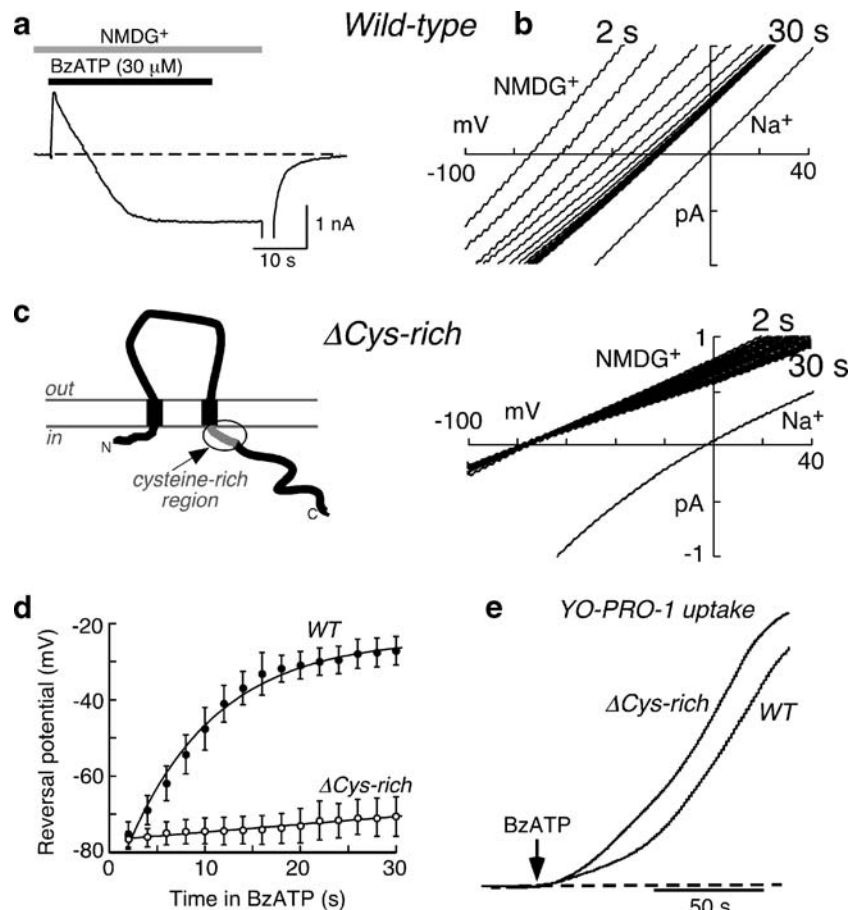 a
Wild-type
b
NMDG+
BzATP (30 µM)
1 nA
10 s
2 s
30 s
NMDG+
mV
Na+
-100
40
pA
c
ΔCys-rich
out
in
N
cysteine-rich
region
C
1
2 s
NMDG+
30 s
-100
mV
Na+
40
pA
-1
d
Reversal potential (mV)
-20
-40
-60
-80
WT
ΔCys-rich
0
10
20
30
Time in BzATP (s)
e
YO-PRO-1 uptake
ΔCys-rich
WT
BzATP
50 s